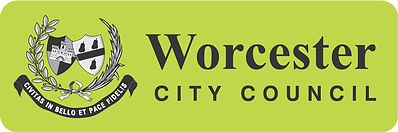 Worcester
CITY COUNCIL
CIVITAS IN BELLO ET PACE FIDELIS